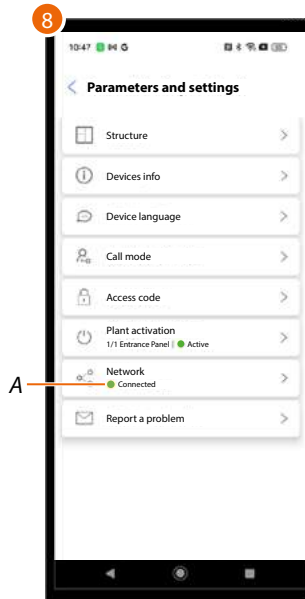 8
10:47
Parameters and settings
Structure
Devices info
Device language
Call mode
Access code
Plant activation
1/1 Entrance Panel | Active
Network
A
Connected
Report a problem